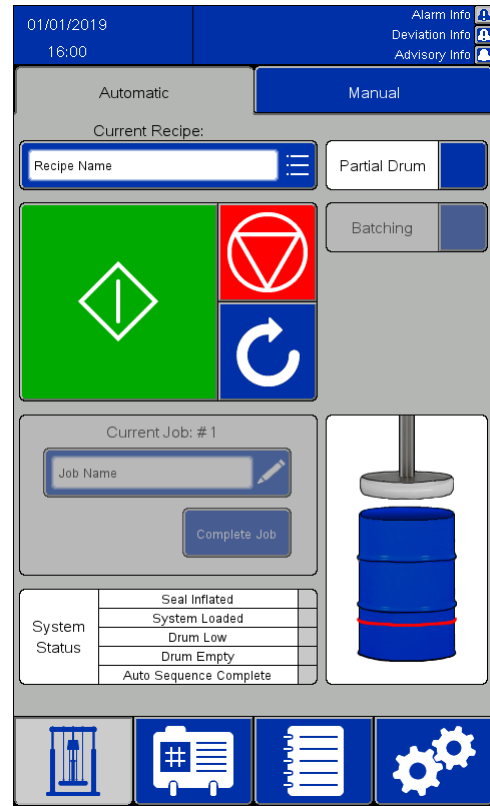 01/01/2019
16:00
Alarm Info
Deviation Info
Advisory Info
Automatic
Manual
Current Recipe:
Recipe Name
Partial Drum
Batching
Current Job: # 1
Job Name
Complete Job
System Status
Seal Inflated
System Loaded
Drum Low
Drum Empty
Auto Sequence Complete
#